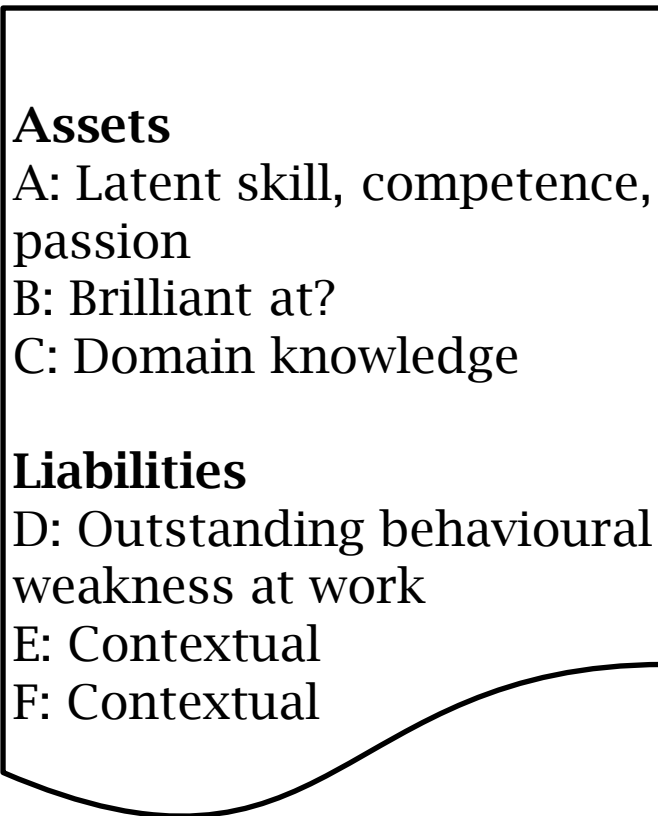 Assets
A: Latent skill, competence,
passion
B: Brilliant at?
C: Domain knowledge
Liabilities
D: Outstanding behavioural
weakness at work
E: Contextual
F: Contextual